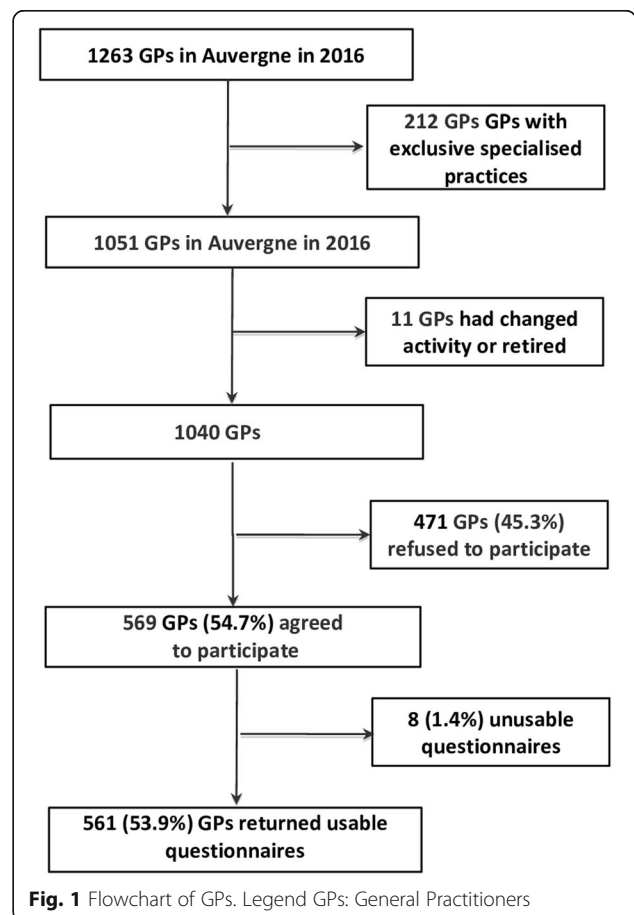 1263 GPs in Auvergne in 2016
212 GPs GPs with
exclusive specialised
practices
1051 GPs in Auvergne in 2016
11 GPs had changed
activity or retired
1040 GPs
471 GPs (45.3%)
refused to participate
569 GPs (54.7%) agreed
to participate
8 (1.4%) unusable
questionnaires
561 (53.9%) GPs returned usable
questionnaires
Fig. 1 Flowchart of GPs. Legend GPs: General Practitioners